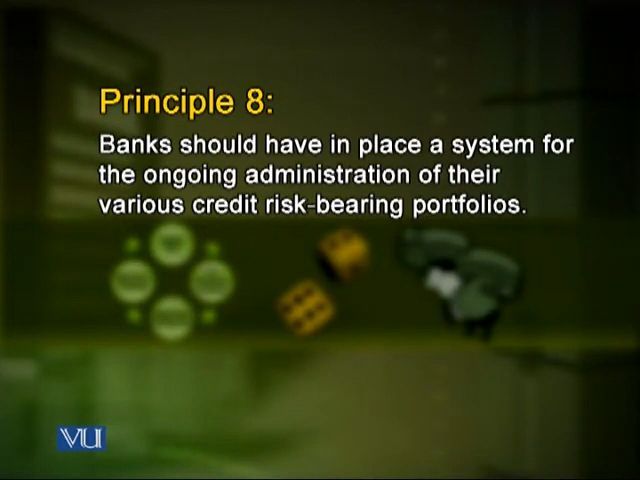 Principle 8:
Banks should have in place a system for
the ongoing administration of their
various credit risk-bearing portfolios.
VU